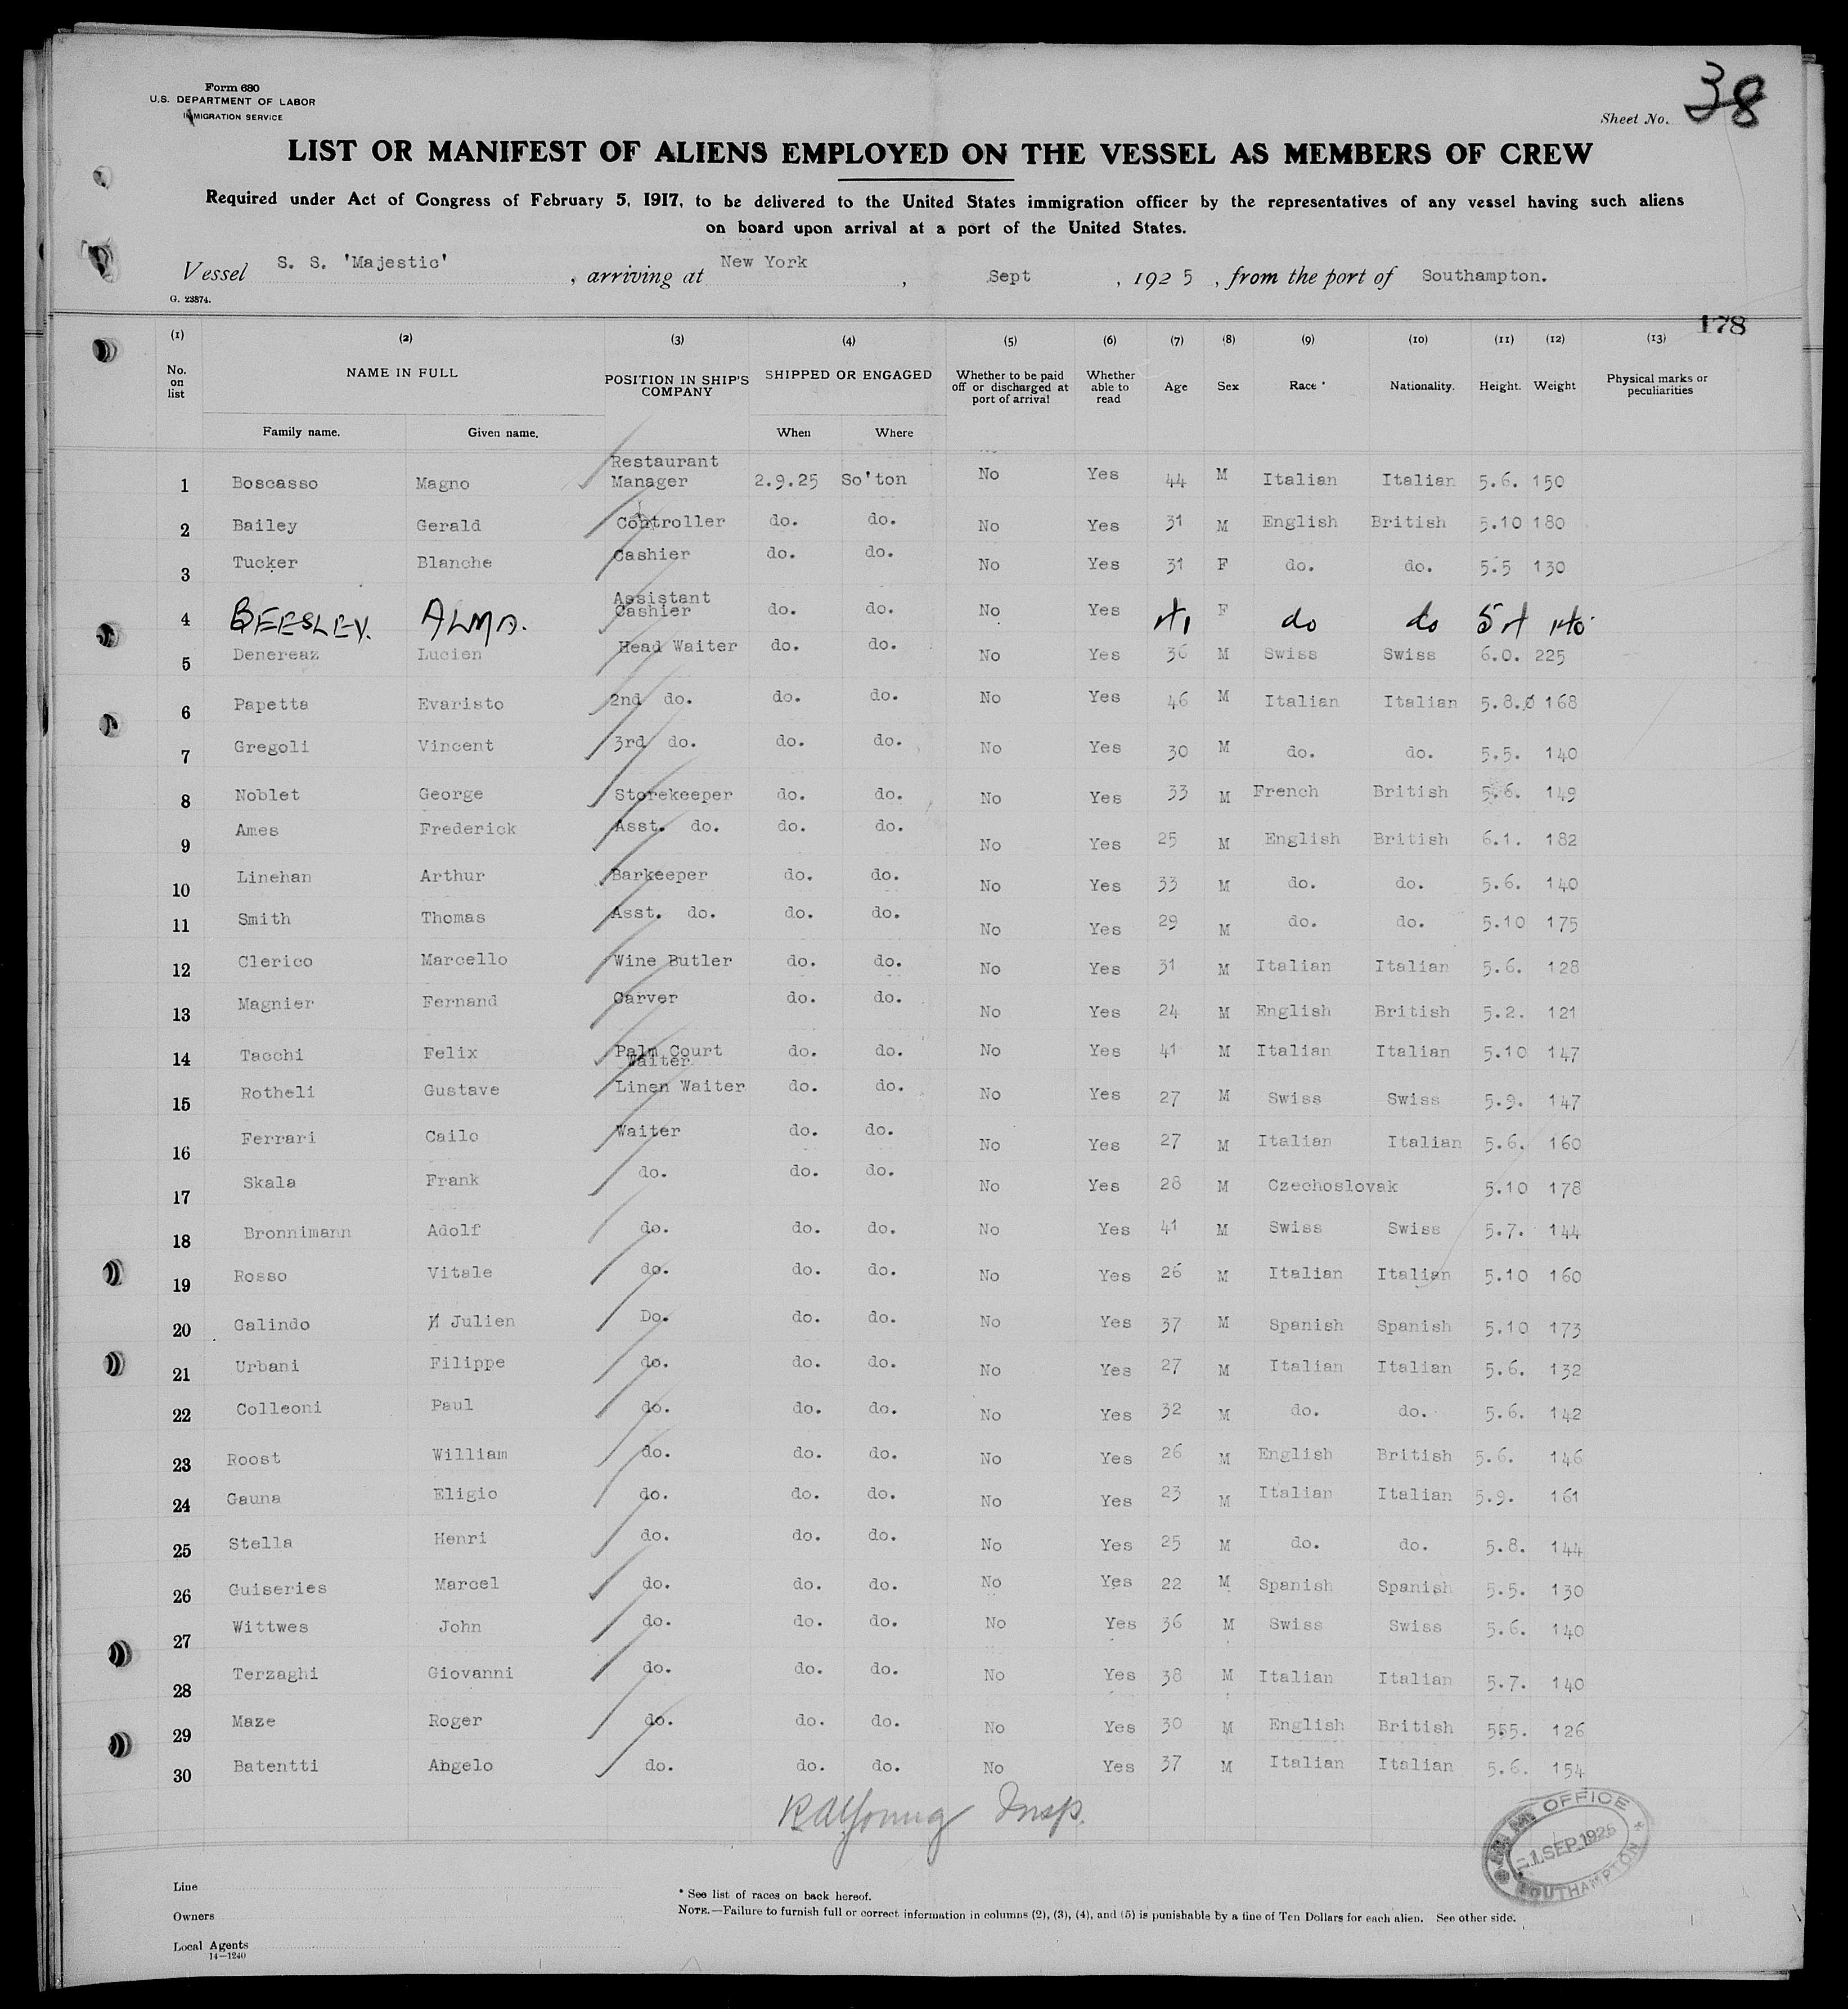 Form 680
U.S. DEPARTMENT OF LABOR
IMMIGRATION SERVICE
Sheet No. 38
LIST OR MANIFEST OF ALIENS EMPLOYED ON THE VESSEL AS MEMBERS OF CREW
Required under Act of Congress of February 5, 1917, to be delivered to the United States immigration officer by the representatives of any vessel having such aliens
on board upon arrival at a port of the United States.
Vessel S. S. 'Majestic' , arriving at New York , Sept , 1925 , from the port of Southampton.
G. 23874.
178
(1) (2) (3) (4) (5) (6) (7) (8) (9) (10) (11) (12) (13)
No. on list NAME IN FULL POSITION IN SHIP'S COMPANY SHIPPED OR ENGAGED Whether to be paid off or discharged at port of arrival Whether able to read Age Sex Race * Nationality. Height. Weight Physical marks or peculiarities
Family name. Given name. When Where
1 Boscasso Magno Restaurant Manager 2.9.25 So'ton No Yes 44 M Italian Italian 5.6. 150
2 Bailey Gerald Controller do. do. No Yes 31 M English British 5.10 180
3 Tucker Blanche Cashier do. do. No Yes 31 F do. do. 5.5 130
4 BEESLEY. ALMA. Assistant Cashier do. do. No Yes 41 F do do 5 4 140
5 Denereaz Lucien Head Waiter do. do. No Yes 36 M Swiss Swiss 6.0. 225
6 Papetta Evaristo 2nd do. do. do. No Yes 46 M Italian Italian 5.8. 168
7 Gregoli Vincent 3rd do. do. do. No Yes 30 M do. do. 5.5. 140
8 Noblet George Storekeeper do. do. No Yes 33 M French British 5.6. 149
9 Ames Frederick Asst. do. do. do. No Yes 25 M English British 6.1. 182
10 Linehan Arthur Barkeeper do. do. No Yes 33 M do. do. 5.6. 140
11 Smith Thomas Asst. do. do. do. No Yes 29 M do. do. 5.10 175
12 Clerico Marcello Wine Butler do. do. No Yes 31 M Italian Italian 5.6. 128
13 Magnier Fernand Carver do. do. No Yes 24 M English British 5.2. 121
14 Tacchi Felix Palm Court Waiter do. do. No Yes 41 M Italian Italian 5.10 147
15 Rotheli Gustave Linen Waiter do. do. No Yes 27 M Swiss Swiss 5.9. 147
16 Ferrari Cailo Waiter do. do. No Yes 27 M Italian Italian 5.6. 160
17 Skala Frank do. do. do. No Yes 28 M Czechoslovak 5.10 178
18 Bronnimann Adolf do. do. do. No Yes 41 M Swiss Swiss 5.7. 144
19 Rosso Vitale do. do. do. No Yes 26 M Italian Italian 5.10 160
20 Galindo Julien Do. do. do. No Yes 37 M Spanish Spanish 5.10 173
21 Urbani Filippe do. do. do. No Yes 27 M Italian Italian 5.6. 132
22 Colleoni Paul do. do. do. No Yes 32 M do. do. 5.6. 142
23 Roost William do. do. do. No Yes 26 M English British 5.6. 146
24 Gauna Eligio do. do. do. No Yes 23 M Italian Italian 5.9. 161
25 Stella Henri do. do. do. No Yes 25 M do. do. 5.8. 144
26 Guiseries Marcel do. do. do. No Yes 22 M Spanish Spanish 5.5. 130
27 Wittwes John do. do. do. No Yes 36 M Swiss Swiss 5.6. 140
28 Terzaghi Giovanni do. do. do. No Yes 38 M Italian Italian 5.7. 140
29 Maze Roger do. do. do. No Yes 30 M English British 555. 126
30 Batentti Angelo do. do. do. No Yes 37 M Italian Italian 5.6. 154
Young Insp.
OFFICE
1 SEP 1925
SOUTHAMPTON
Line
Owners
Local Agents
14—1240
* See list of races on back hereof.
NOTE.—Failure to furnish full or correct information in columns (2), (3), (4), and (5) is punishable by a fine of Ten Dollars for each alien. See other side.